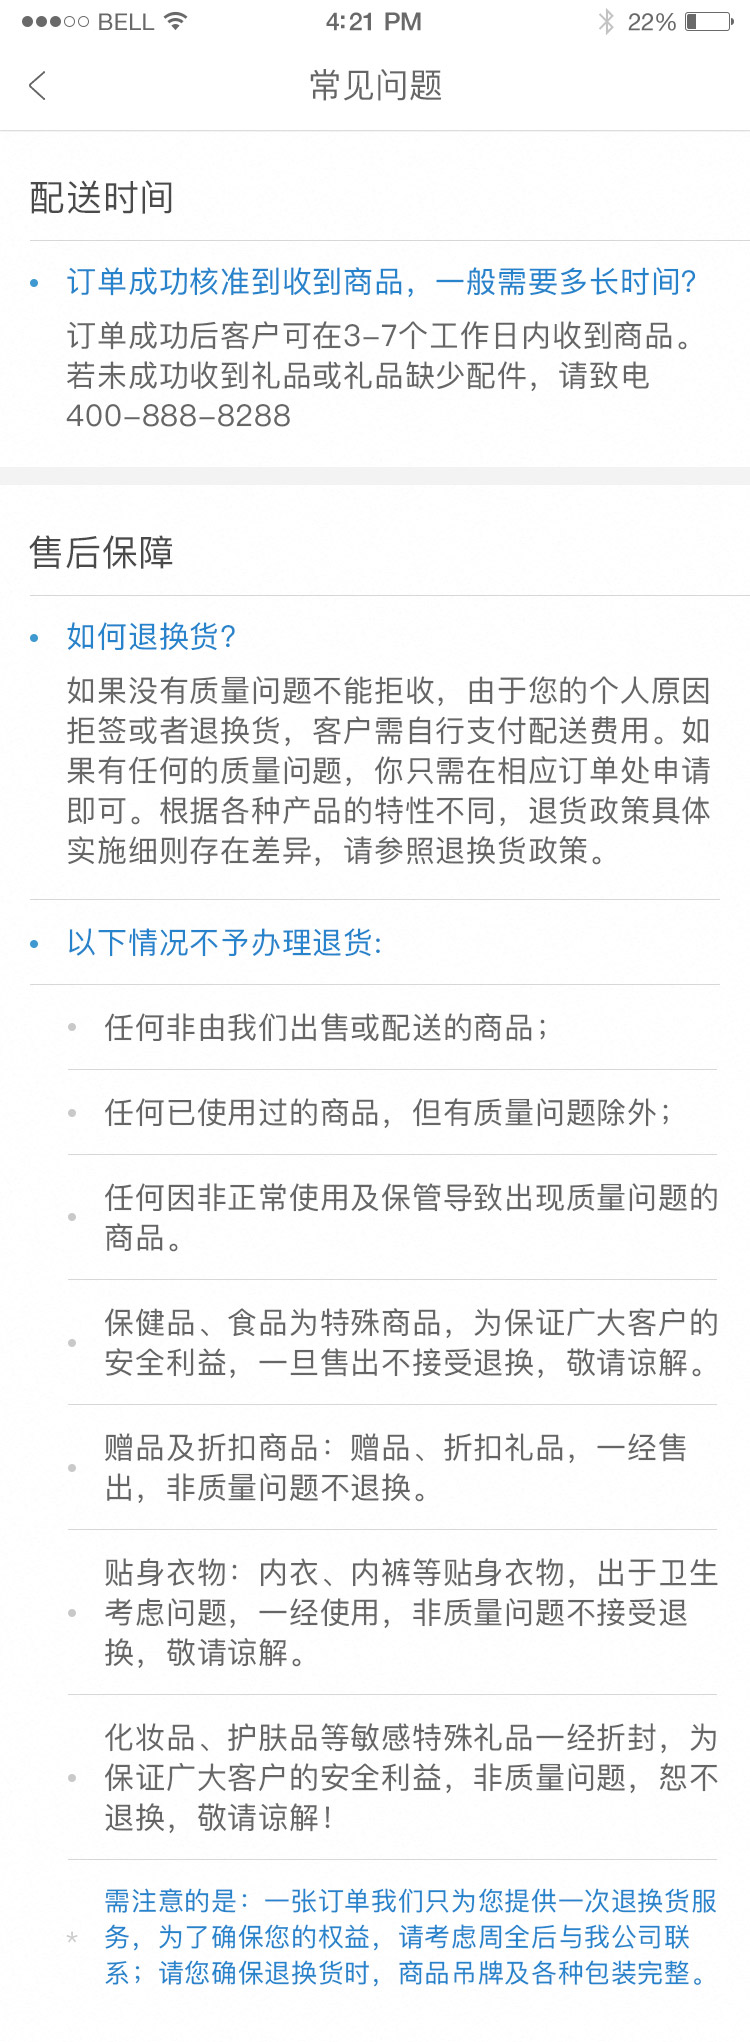 BELL 4:21 PM 22%
常见问题
配送时间
订单成功核准到收到商品，一般需要多长时间？
订单成功后客户可在3-7个工作日内收到商品。
若未成功收到礼品或礼品缺少配件，请致电
400-888-8288
售后保障
如何退换货？
如果没有质量问题不能拒收，由于您的个人原因
拒签或者退换货，客户需自行支付配送费用。如
果有任何的质量问题，你只需在相应订单处申请
即可。根据各种产品的特性不同，退货政策具体
实施细则存在差异，请参照退换货政策。
以下情况不予办理退货:
任何非由我们出售或配送的商品；
任何已使用过的商品，但有质量问题除外；
任何因非正常使用及保管导致出现质量问题的
商品。
保健品、食品为特殊商品，为保证广大客户的
安全利益，一旦售出不接受退换，敬请谅解。
赠品及折扣商品：赠品、折扣礼品，一经售
出，非质量问题不退换。
贴身衣物：内衣、内裤等贴身衣物，出于卫生
考虑问题，一经使用，非质量问题不接受退
换，敬请谅解。
化妆品、护肤品等敏感特殊礼品一经折封，为
保证广大客户的安全利益，非质量问题，恕不
退换，敬请谅解！
* 需注意的是：一张订单我们只为您提供一次退换货服
务，为了确保您的权益，请考虑周全后与我公司联
系；请您确保退换货时，商品吊牌及各种包装完整。